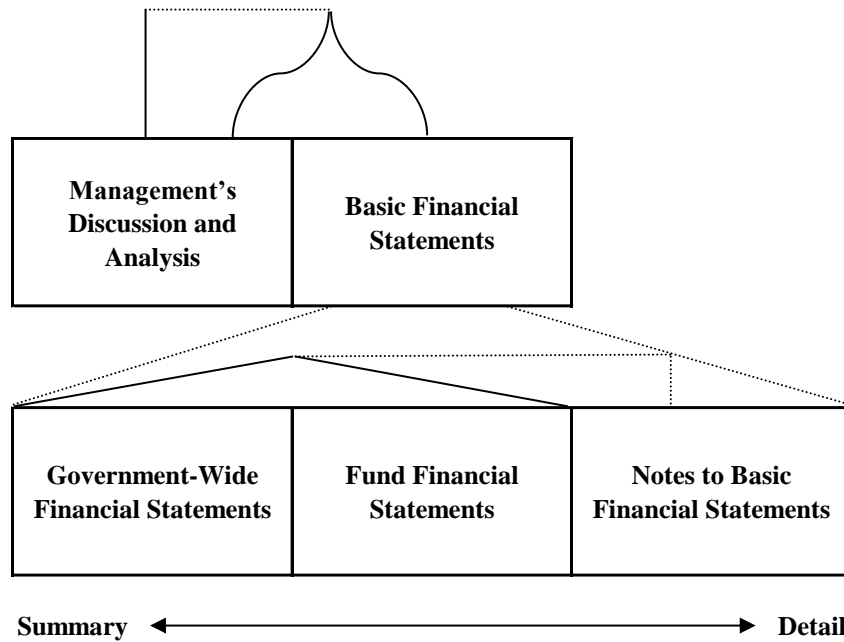 Management’s
Discussion and
Analysis
Basic Financial
Statements
Government-Wide
Financial Statements
Fund Financial
Statements
Notes to Basic
Financial Statements
Summary
Detail